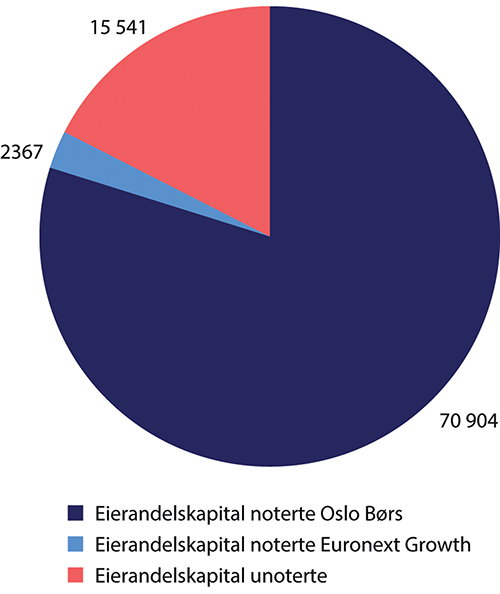 15 541
2367
70 904
Eierandelskapital noterte Oslo Børs
Eierandelskapital noterte Euronext Growth
Eierandelskapital unoterte